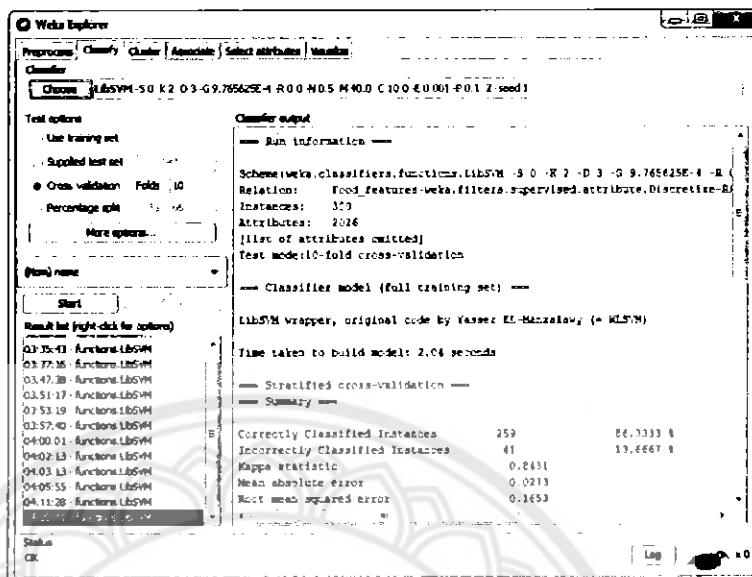 Weka Explorer
Preprocess Classify Cluster Associate Select attributes Visualize
Classifier
Choose LibSVM -S 0 -K 2 -D 3 -G 9.765625E-4 -R 0.0 -N 0.5 -M 40.0 -C 10.0 -E 0.001 -P 0.1 -Z -seed 1
Test options
Use training set
Supplied test set
Cross-validation Folds 10
Percentage split % 66
More options...
(Nom) name
Start
Result list (right-click for options)
03:35:43 - functions.LibSVM
03:37:16 - functions.LibSVM
03:47:38 - functions.LibSVM
03:51:17 - functions.LibSVM
03:53:19 - functions.LibSVM
03:57:40 - functions.LibSVM
04:00:01 - functions.LibSVM
04:02:13 - functions.LibSVM
04:03:13 - functions.LibSVM
04:05:55 - functions.LibSVM
04:11:28 - functions.LibSVM
Classifier output
=== Run information ===
Scheme:weka.classifiers.functions.LibSVM -S 0 -K 2 -D 3 -G 9.765625E-4 -R
Relation: Food_features-weka.filters.supervised.attribute.Discretize-R
Instances: 300
Attributes: 2026
[list of attributes omitted]
Test mode:10-fold cross-validation
=== Classifier model (full training set) ===
LibSVM wrapper, original code by Yasser EL-Manzalawy (= WLSVM)
Time taken to build model: 2.04 seconds
=== Stratified cross-validation ===
=== Summary ===
Correctly Classified Instances 259 86.3333 %
Incorrectly Classified Instances 41 13.6667 %
Kappa statistic
Mean absolute error 0.0273
Root mean squared error 0.1653
Status
OK
Log
x 0